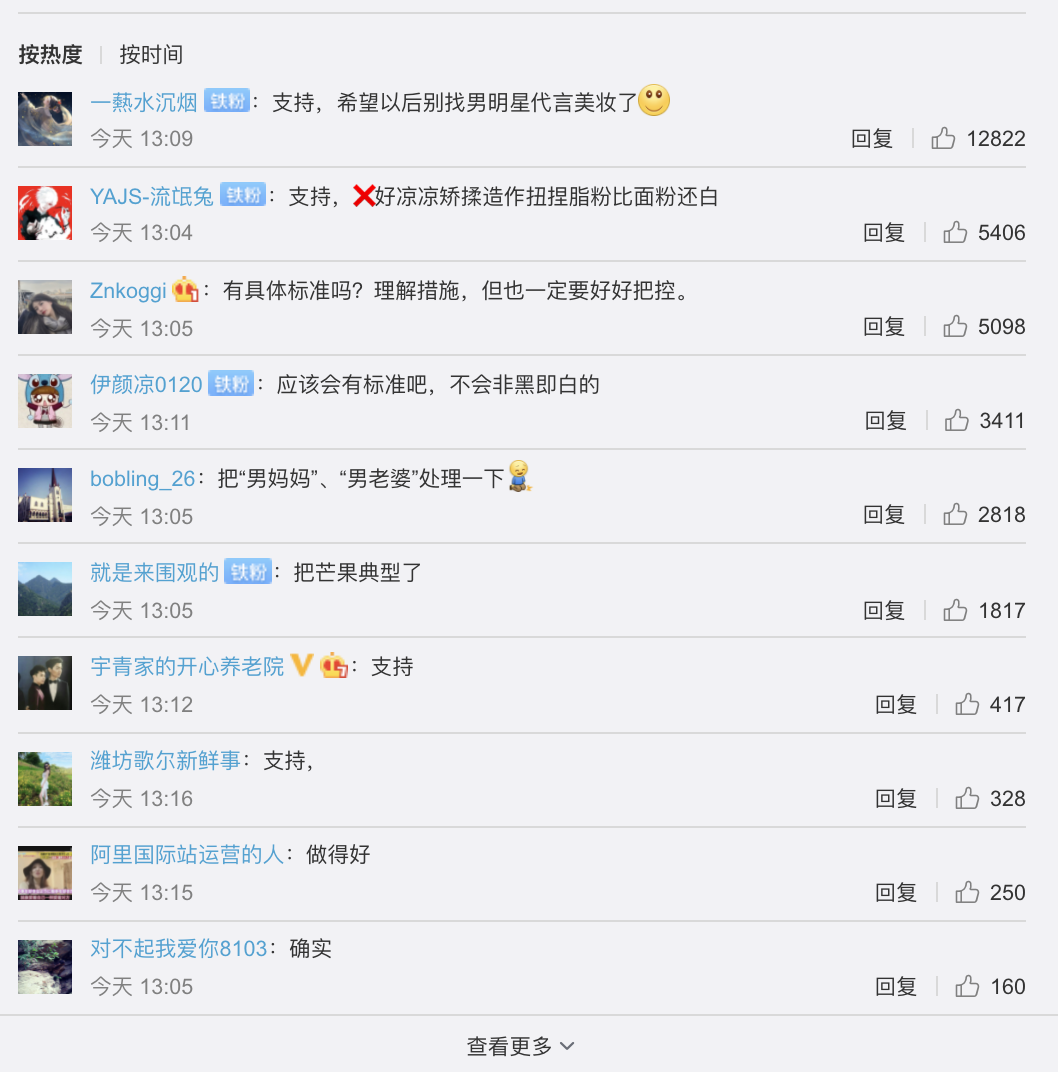 按热度 按时间
一爇水沉烟 铁粉：支持，希望以后别找男明星代言美妆了
今天 13:09 回复 12822
YAJS-流氓兔 铁粉：支持，❌好凉凉矫揉造作扭捏脂粉比面粉还白
今天 13:04 回复 5406
Znkoggi：有具体标准吗？理解措施，但也一定要好好把控。
今天 13:05 回复 5098
伊颜凉0120 铁粉：应该会有标准吧，不会非黑即白的
今天 13:11 回复 3411
bobling_26：把“男妈妈”、“男老婆”处理一下
今天 13:05 回复 2818
就是来围观的 铁粉：把芒果典型了
今天 13:05 回复 1817
宇青家的开心养老院：支持
今天 13:12 回复 417
潍坊歌尔新鲜事：支持，
今天 13:16 回复 328
阿里国际站运营的人：做得好
今天 13:15 回复 250
对不起我爱你8103：确实
今天 13:05 回复 160
查看更多